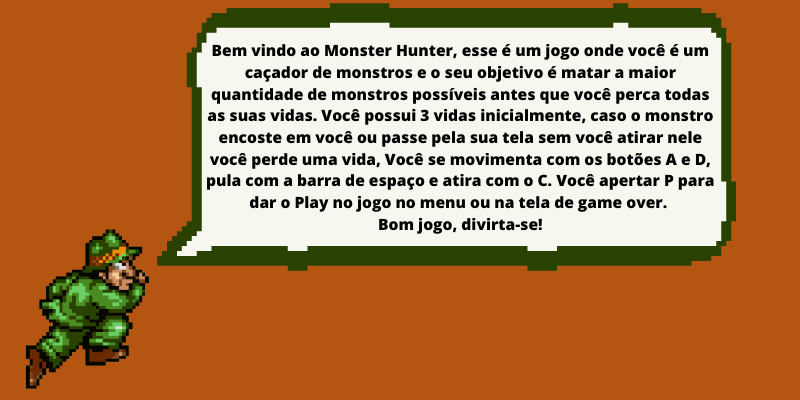 Bem vindo ao Monster Hunter, esse é um jogo onde você é um
caçador de monstros e o seu objetivo é matar a maior
quantidade de monstros possíveis antes que você perca todas
as suas vidas. Você possui 3 vidas inicialmente, caso o monstro
encoste em você ou passe pela sua tela sem você atirar nele
você perde uma vida, Você se movimenta com os botões A e D,
pula com a barra de espaço e atira com o C. Você apertar P para
dar o Play no jogo no menu ou na tela de game over.
Bom jogo, divirta-se!